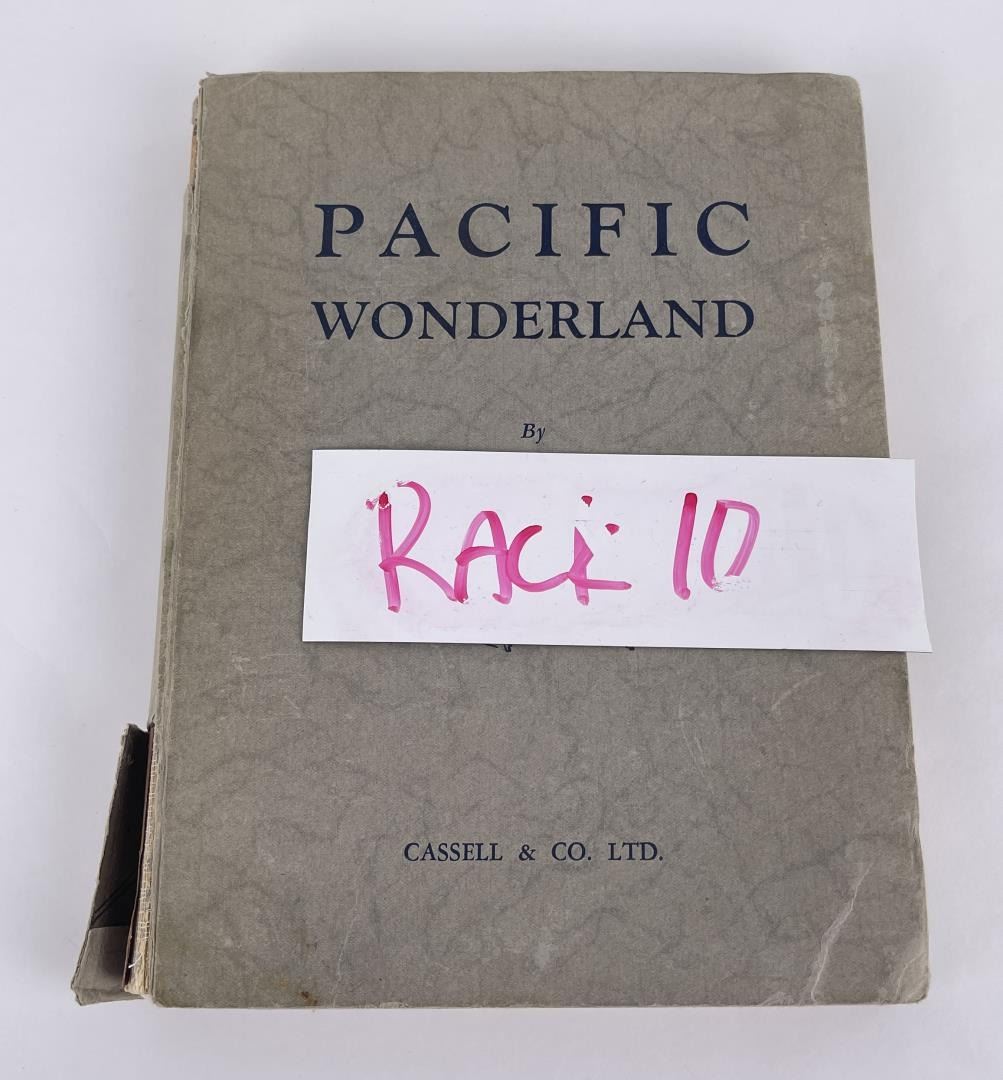 PACIFIC
WONDERLAND
By
RACK 10
CASSELL & CO. LTD.